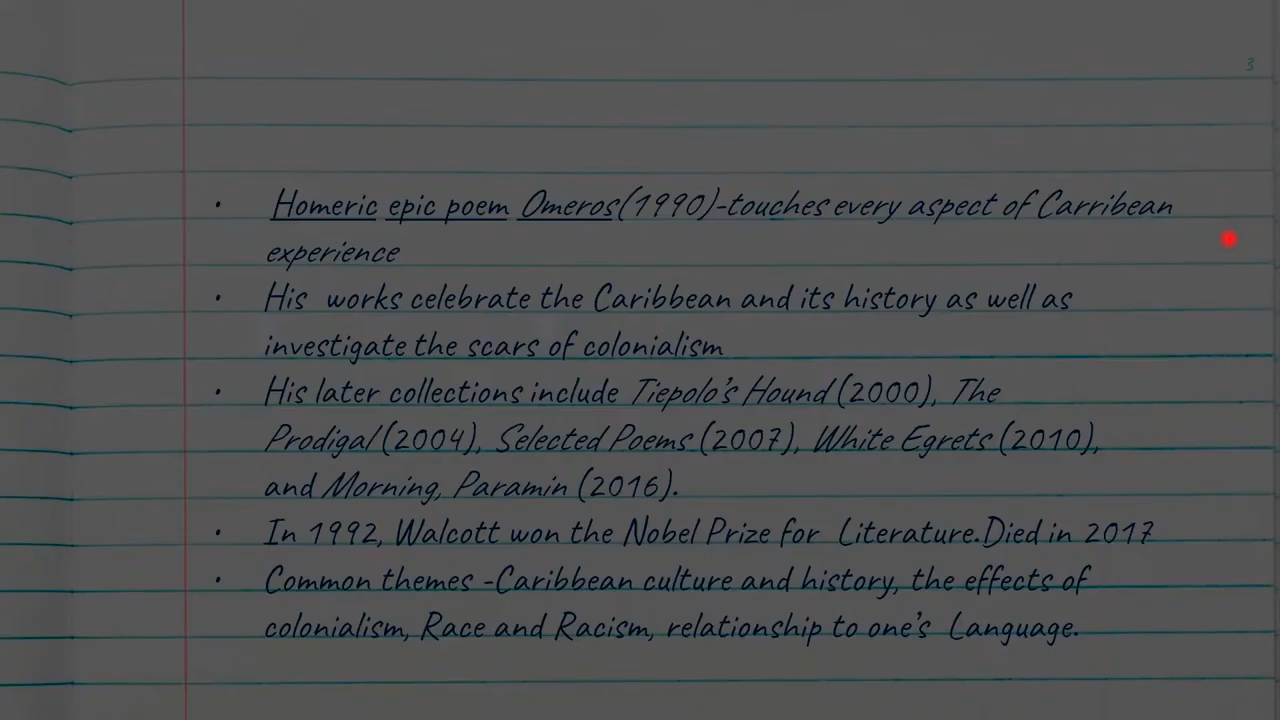 3
• Homeric epic poem Omeros(1990)-touches every aspect of Carribean
experience
• His works celebrate the Caribbean and its history as well as
investigate the scars of colonialism
• His later collections include Tiepolo's Hound (2000), The
Prodigal (2004), Selected Poems (2007), White Egrets (2010),
and Morning, Paramin (2016).
• In 1992, Walcott won the Nobel Prize for Literature.Died in 2017
• Common themes -Caribbean culture and history, the effects of
colonialism, Race and Racism, relationship to one's Language.